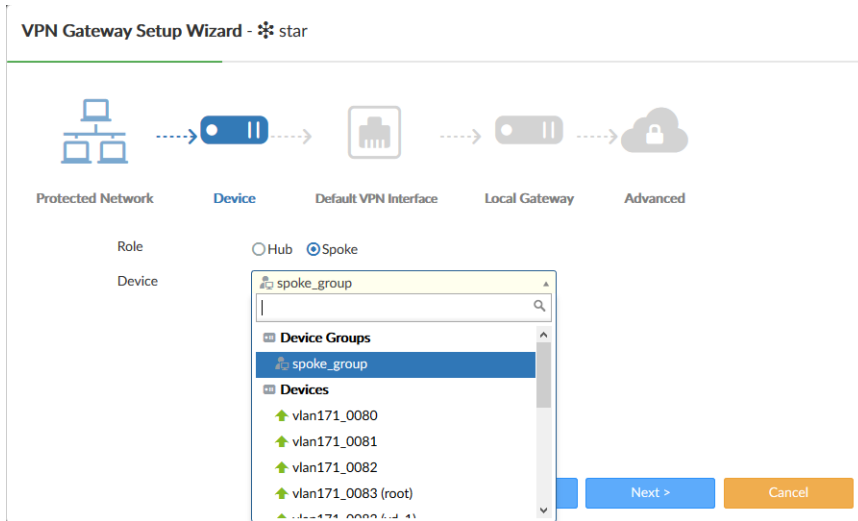 VPN Gateway Setup Wizard - star
Protected Network Device Default VPN Interface Local Gateway Advanced
Role Hub Spoke
Device spoke_group
Device Groups
spoke_group
Devices
vlan171_0080
vlan171_0081
vlan171_0082
vlan171_0083 (root)
Next > Cancel